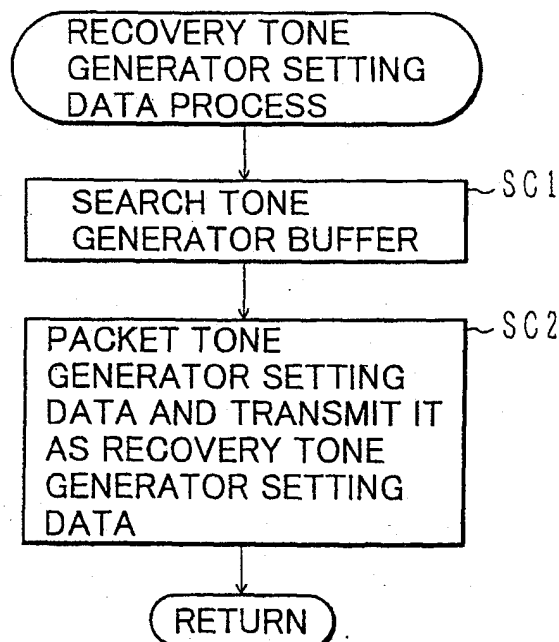 RECOVERY TONE
GENERATOR SETTING
DATA PROCESS
SEARCH TONE
GENERATOR BUFFER
SC1
PACKET TONE
GENERATOR SETTING
DATA AND TRANSMIT IT
AS RECOVERY TONE
GENERATOR SETTING
DATA
SC2
RETURN